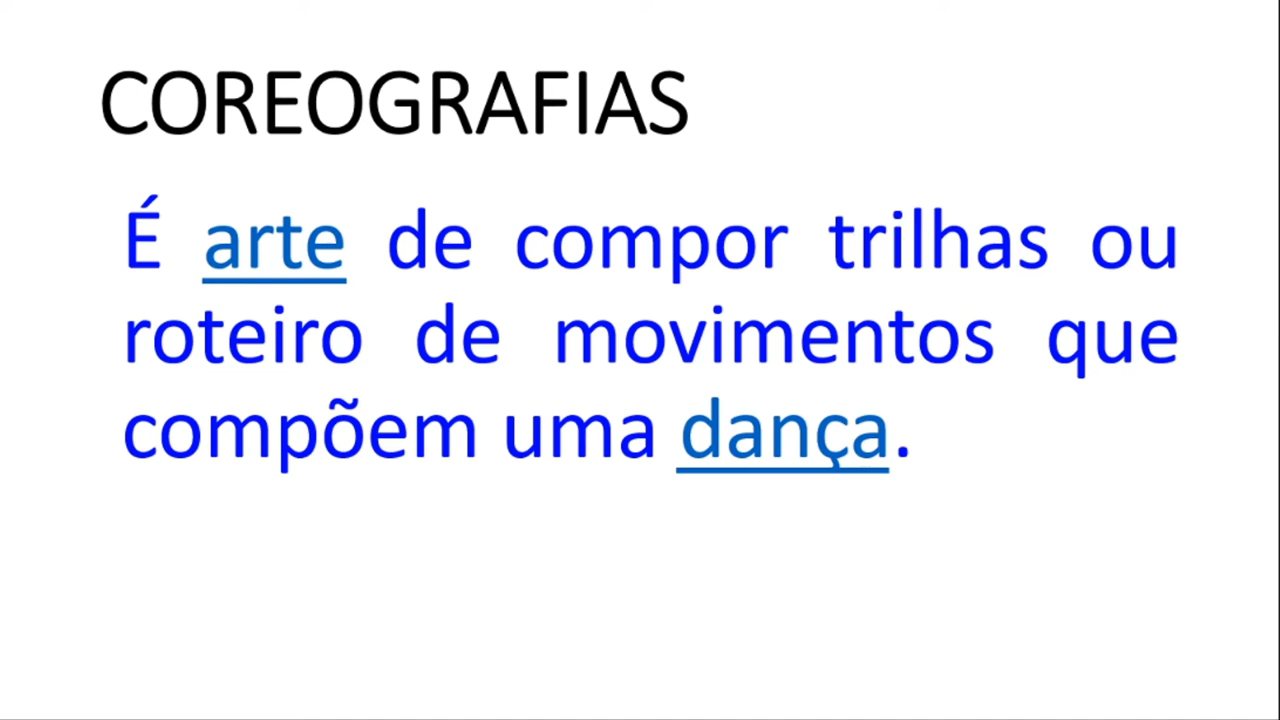 COREOGRAFIAS
É arte de compor trilhas ou
roteiro de movimentos que
compõem uma dança.